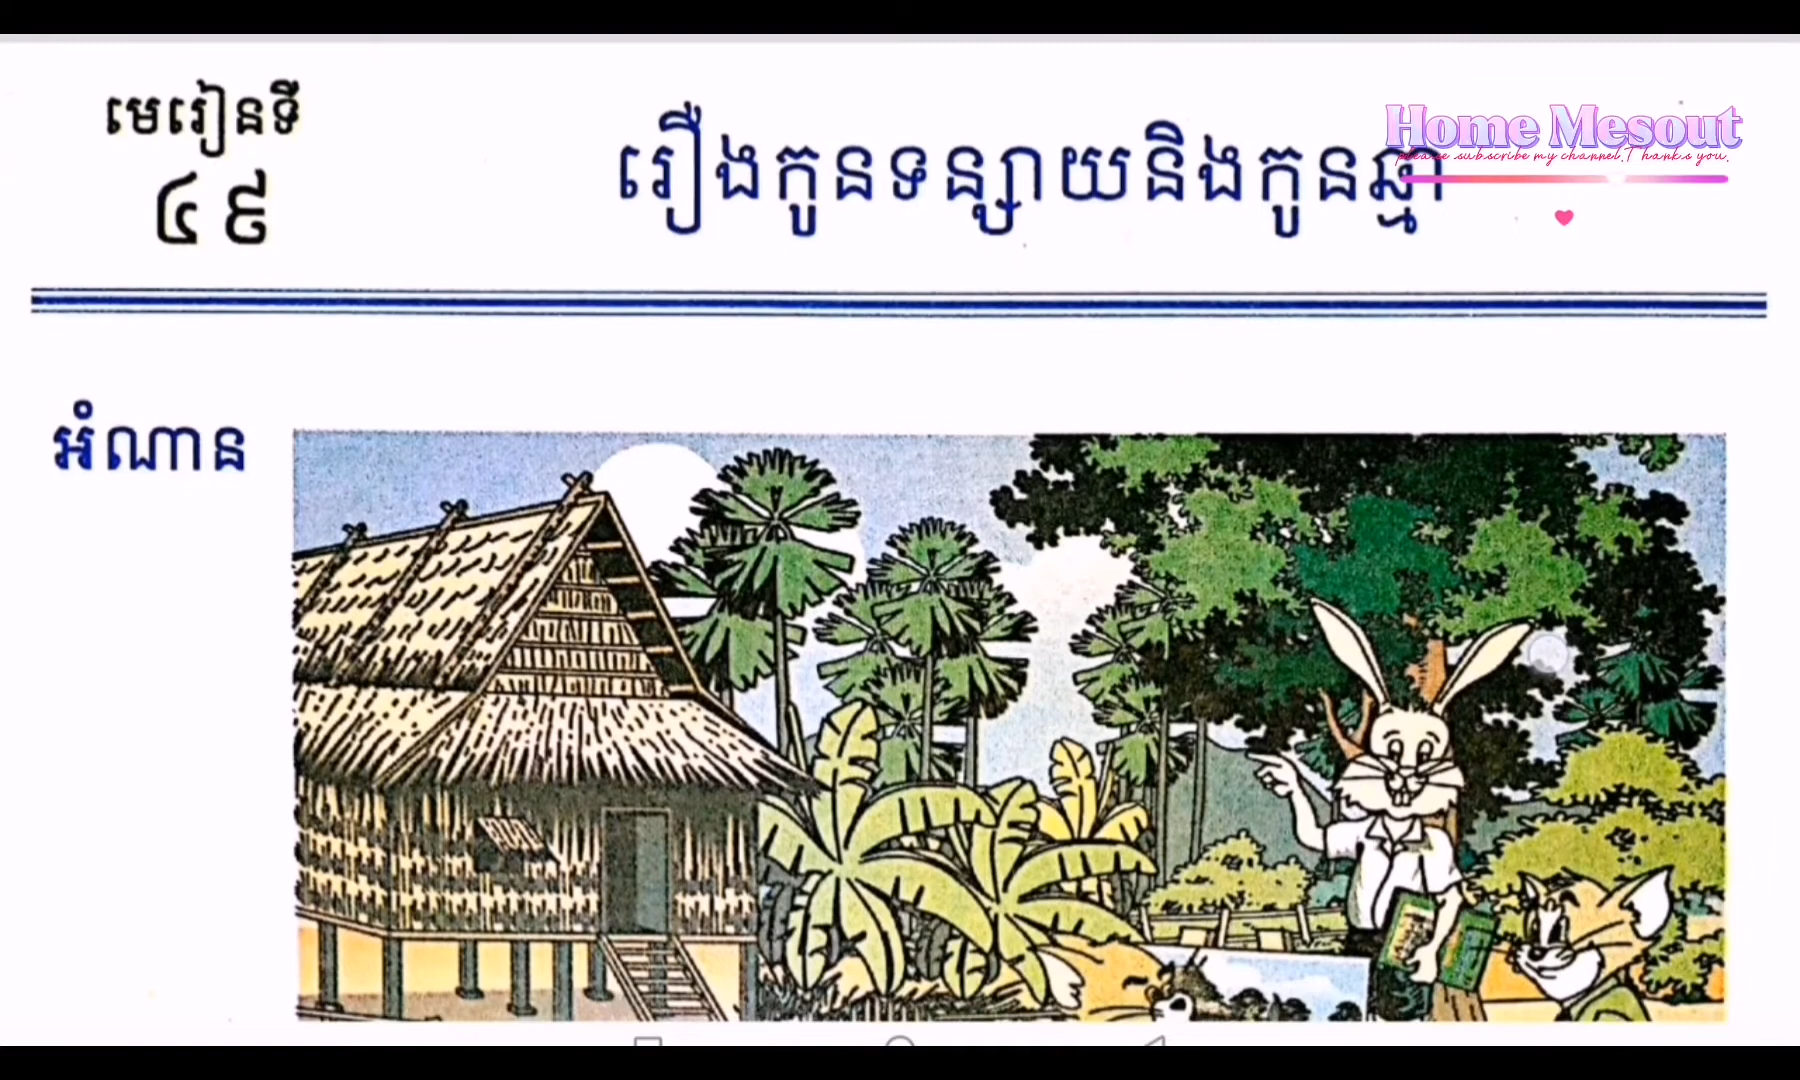 មេរៀនទី
៤៩
រឿងកូនទន្សាយនិងកូនឆ្មា
Home Mesout
please subscribe my channel.Thanks you.
អំណាន